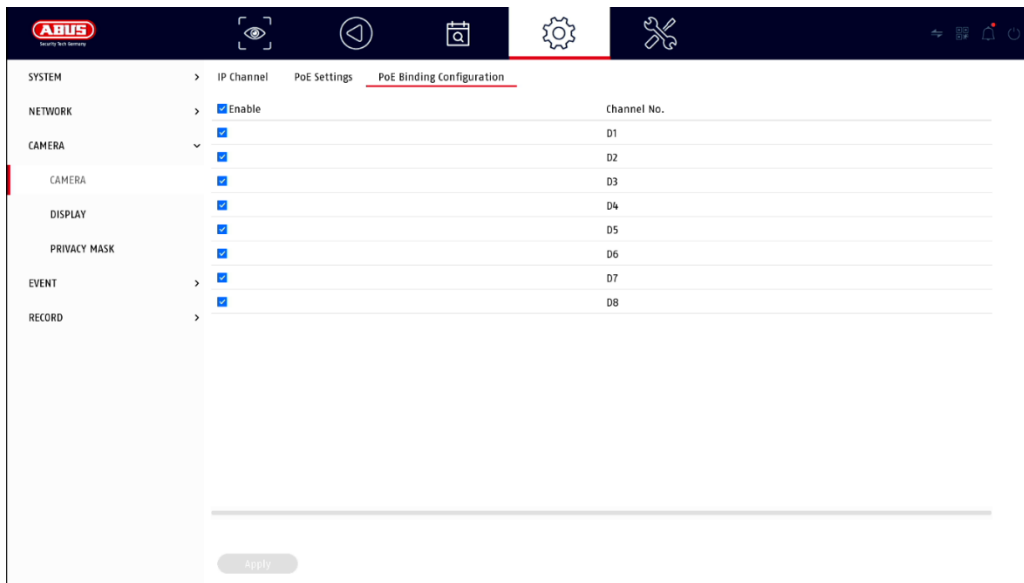 ABUS
Security Tech Germany
SYSTEM
NETWORK
CAMERA
CAMERA
DISPLAY
PRIVACY MASK
EVENT
RECORD
IP Channel PoE Settings PoE Binding Configuration
Enable Channel No.
D1
D2
D3
D4
D5
D6
D7
D8
Apply